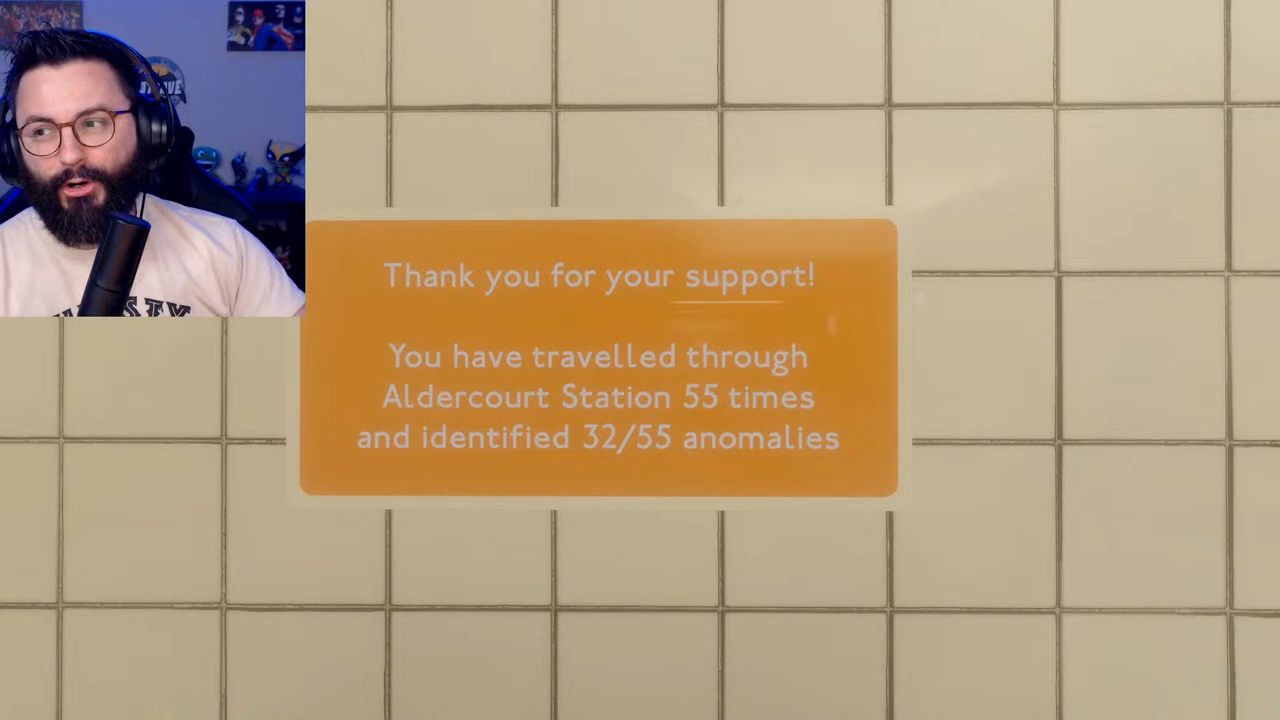 Thank you for your support!
You have travelled through
Aldercourt Station 55 times
and identified 32/55 anomalies